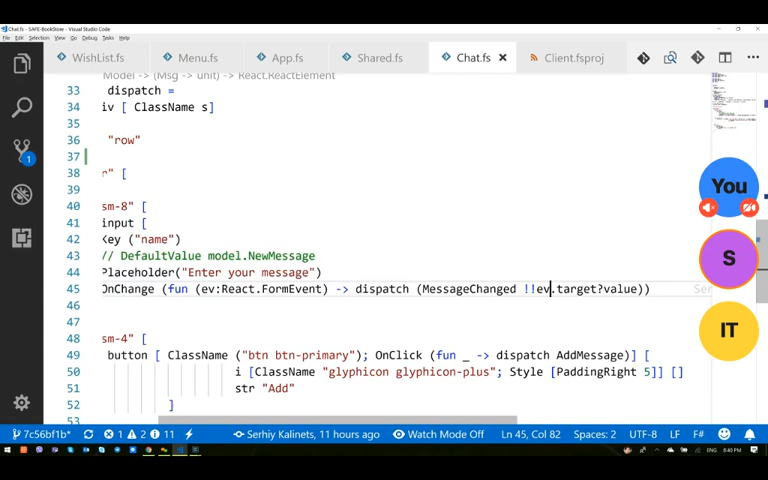 Chat.fs - SAFE-BookStore - Visual Studio Code
File Edit Selection View Go Debug Tasks Help
WishList.fs Menu.fs App.fs Shared.fs Chat.fs Client.fsproj
Model -> (Msg -> unit) -> React.ReactElement
33 dispatch =
34 iv [ ClassName s]
35
36 "row"
37
38 r" [
39
40 sm-8" [
41 input [
42 Key ("name")
43 // DefaultValue model.NewMessage
44 Placeholder("Enter your message")
45 OnChange (fun (ev:React.FormEvent) -> dispatch (MessageChanged !!ev.target?value)) Ser
46
47
48 sm-4" [
49 button [ ClassName ("btn btn-primary"); OnClick (fun _ -> dispatch AddMessage)] [
50 i [ClassName "glyphicon glyphicon-plus"; Style [PaddingRight 5]] []
51 str "Add"
52 ]
53
You
S
IT
1
7c56bf1b* 1 2 11 Serhiy Kalinets, 11 hours ago Watch Mode Off Ln 45, Col 82 Spaces: 2 UTF-8 LF F#
ENG 8:40 PM